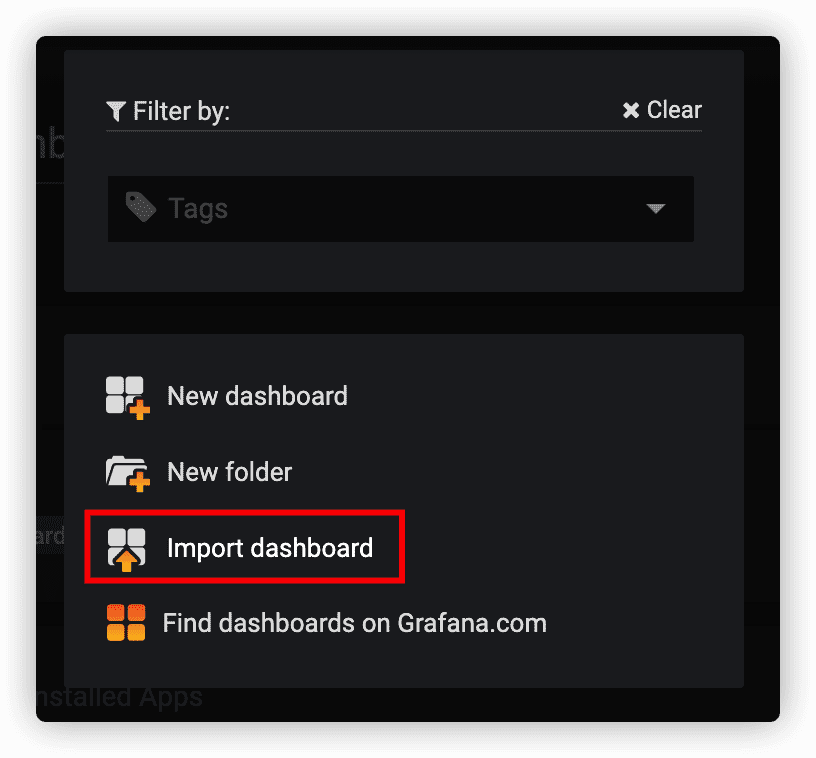 Filter by:
Clear
Tags
New dashboard
New folder
Import dashboard
Find dashboards on Grafana.com
nstalled Apps